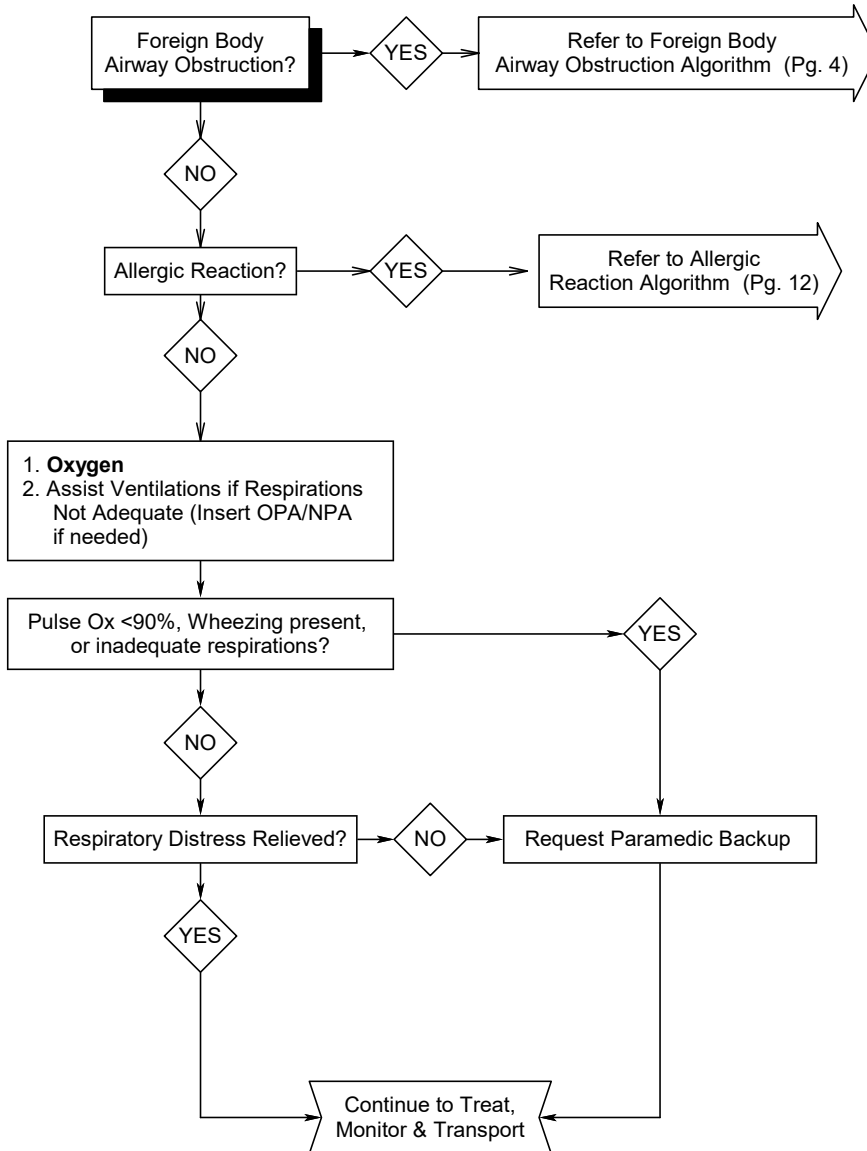 Foreign Body
Airway Obstruction?
YES
Refer to Foreign Body
Airway Obstruction Algorithm (Pg. 4)
NO
Allergic Reaction?
YES
Refer to Allergic
Reaction Algorithm (Pg. 12)
NO
1. Oxygen
2. Assist Ventilations if Respirations
Not Adequate (Insert OPA/NPA
if needed)
Pulse Ox <90%, Wheezing present,
or inadequate respirations?
YES
NO
Respiratory Distress Relieved?
NO
Request Paramedic Backup
YES
Continue to Treat,
Monitor & Transport